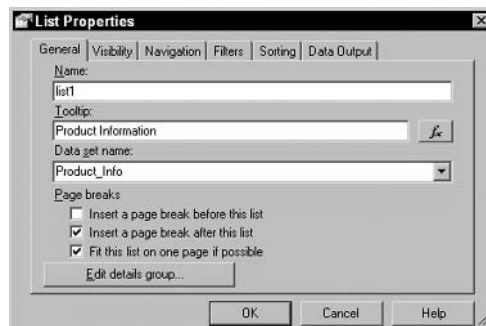 List Properties
General Visibility Navigation Filters Sorting Data Output
Name:
list1
Tooltip:
Product Information
fx
Data set name:
Product_Info
Page breaks
Insert a page break before this list
Insert a page break after this list
Fit this list on one page if possible
Edit details group...
OK Cancel Help